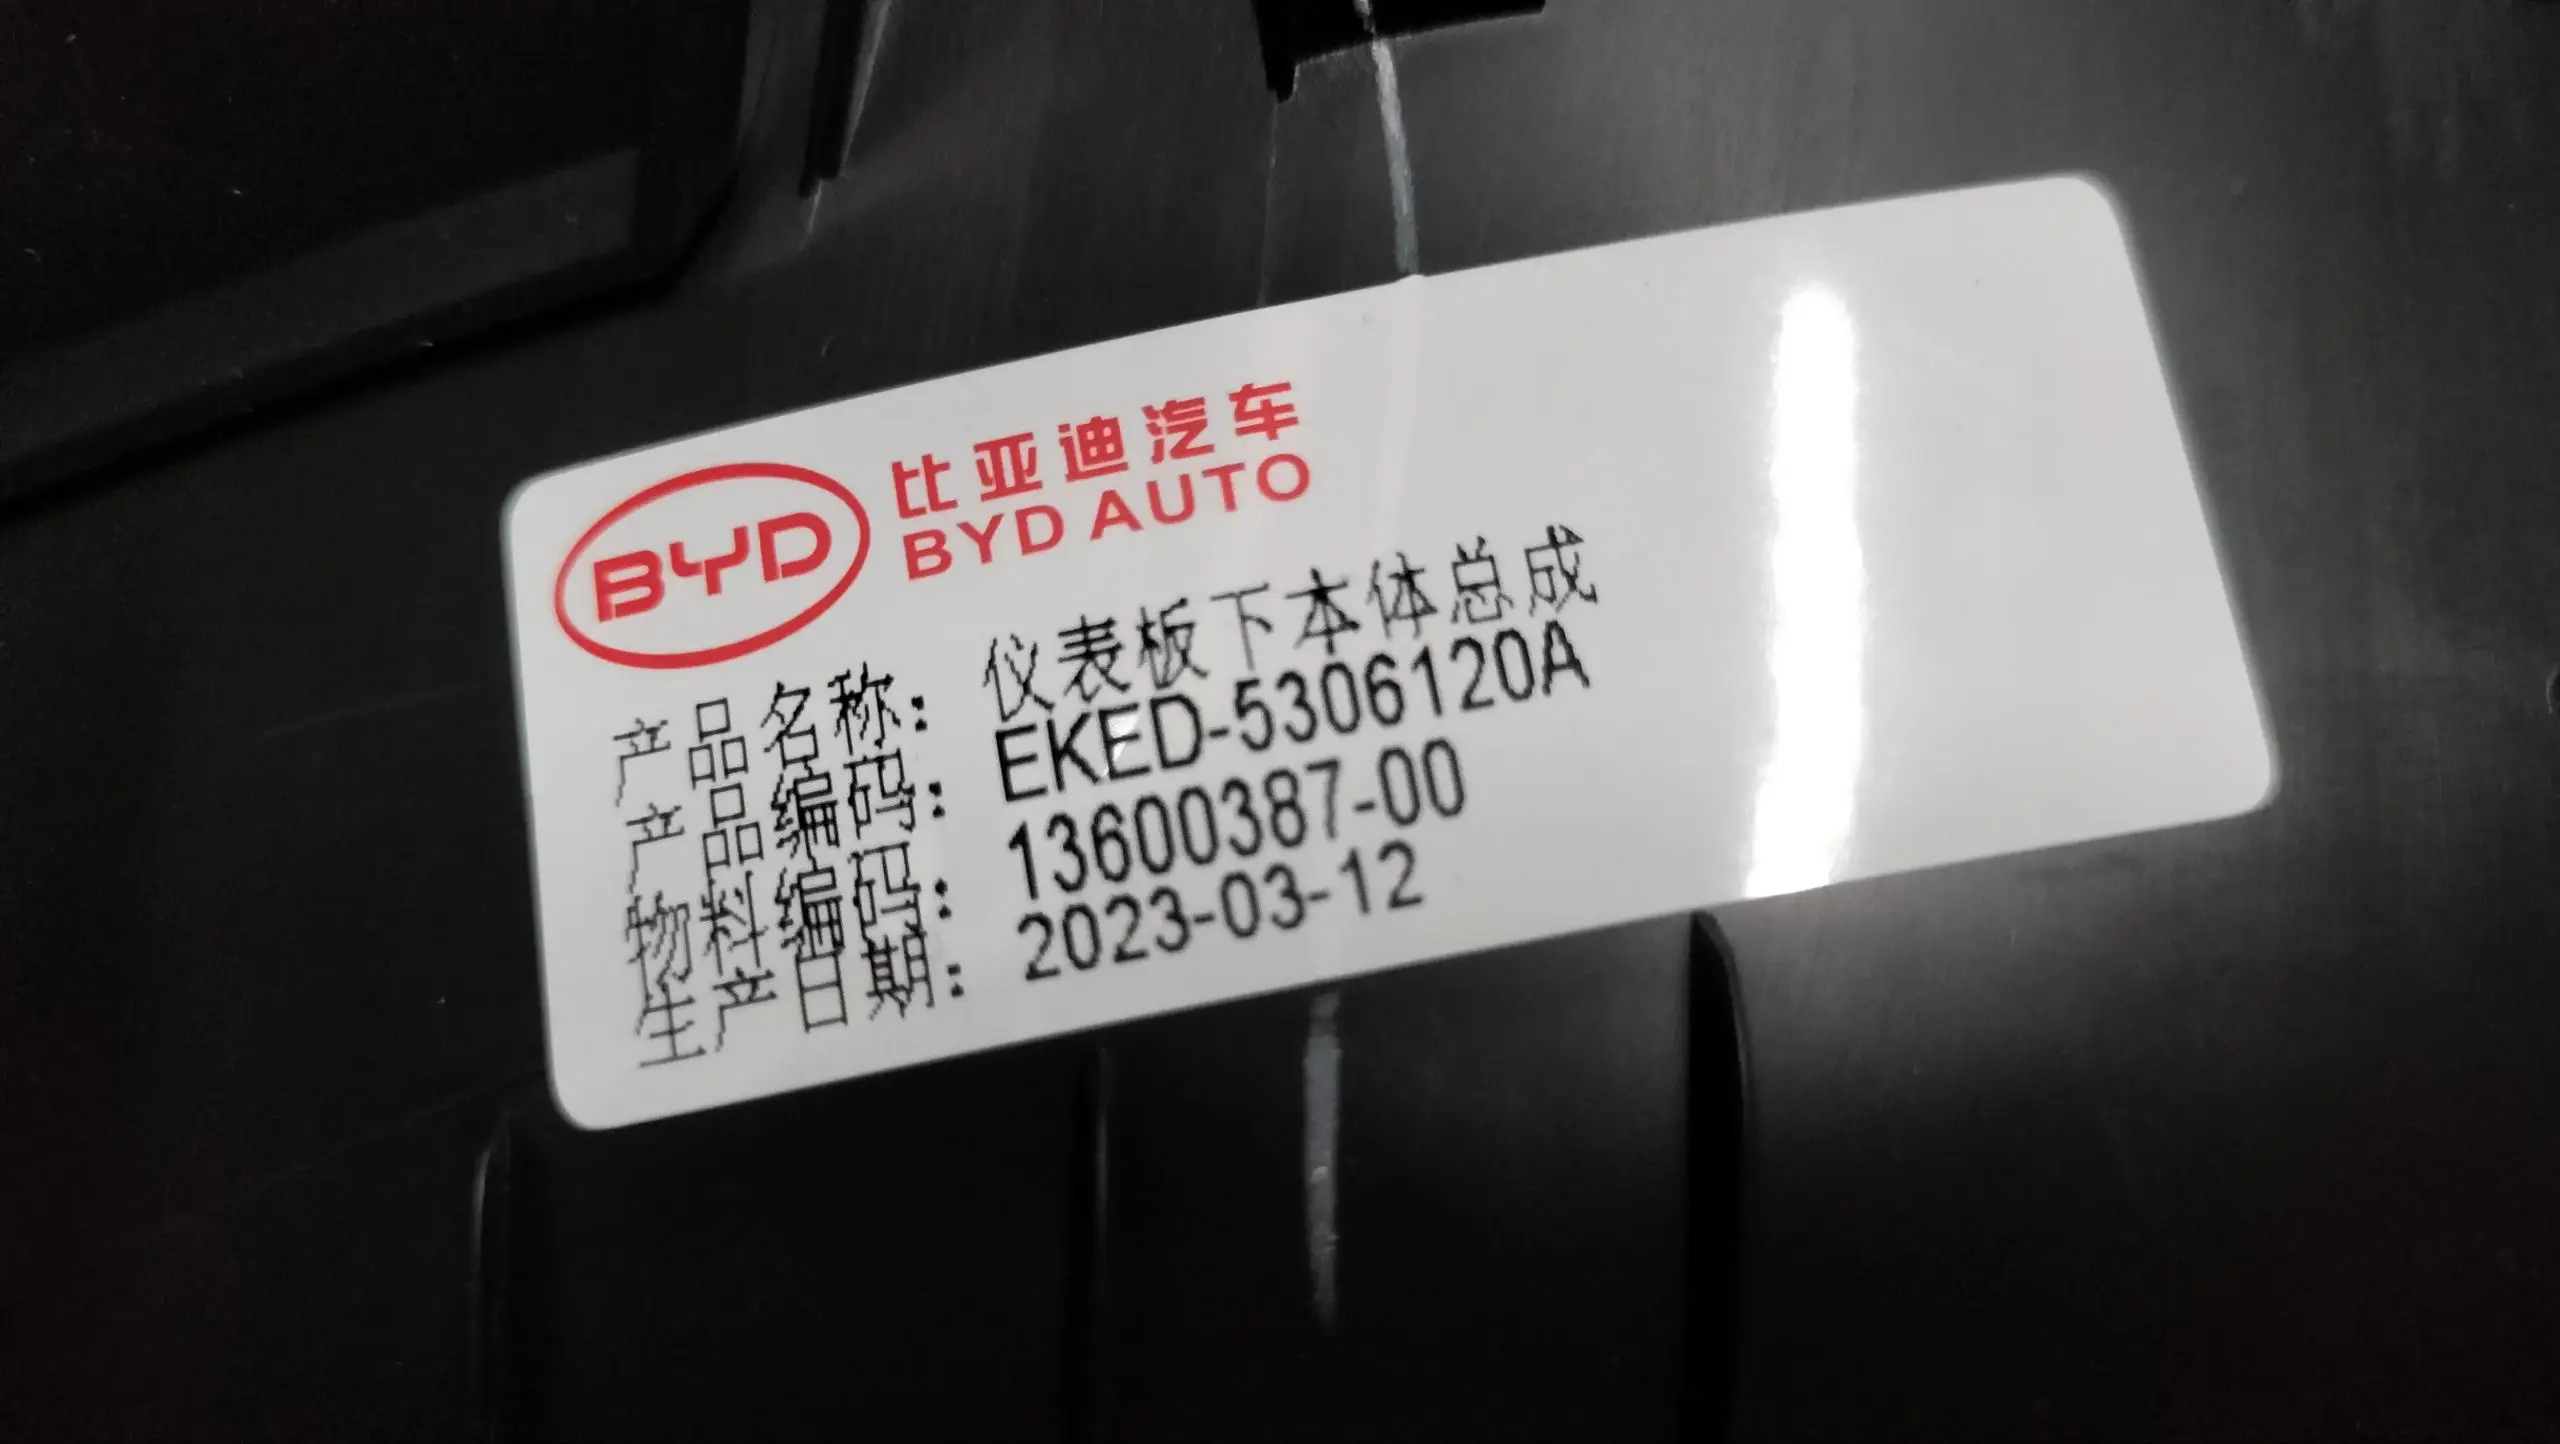 BYD
比亚迪汽车
BYD AUTO
产品名称: 仪表板下本体总成
产品编码: EKED-5306120A
物料编码: 13600387-00
生产日期: 2023-03-12